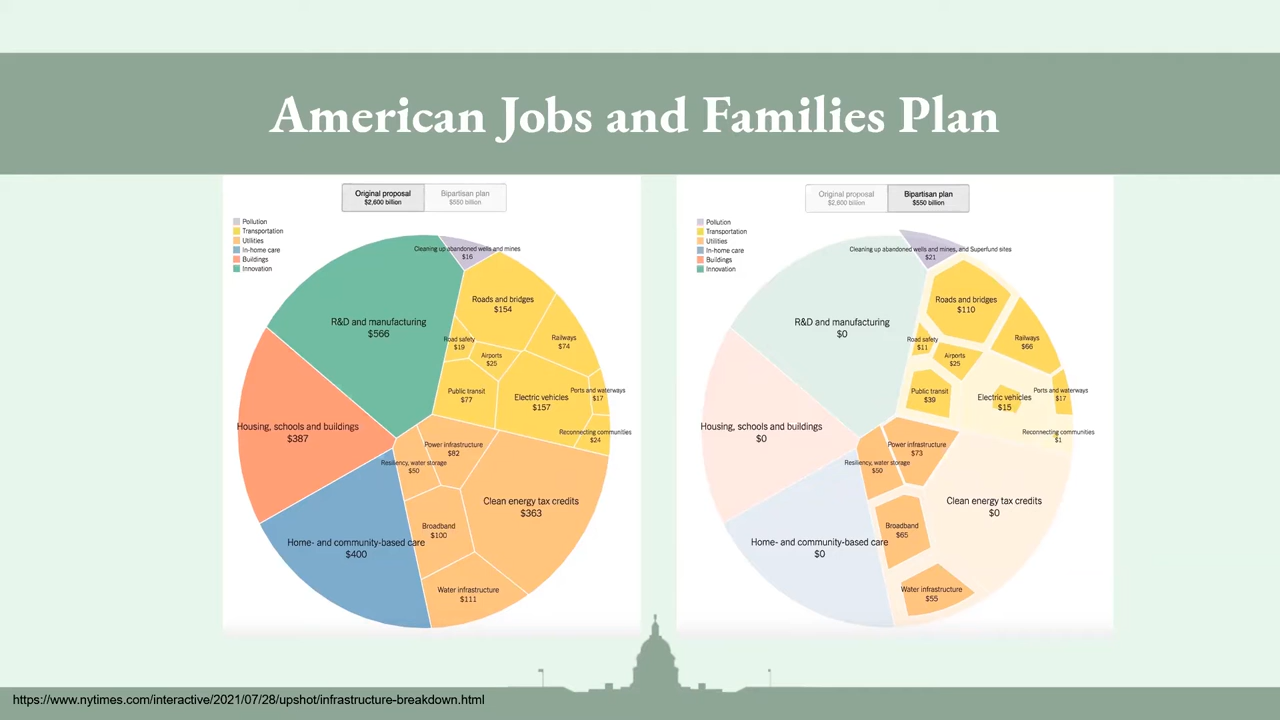 American Jobs and Families Plan
Original proposal
$2,600 billion
Bipartisan plan
$550 billion
Pollution
Transportation
Utilities
In-home care
Buildings
Innovation
Cleaning up abandoned wells and mines
$16
R&D and manufacturing
$566
Roads and bridges
$154
Road safety
$19
Railways
$74
Airports
$25
Public transit
$77
Electric vehicles
$157
Ports and waterways
$17
Reconnecting communities
$24
Housing, schools and buildings
$387
Power infrastructure
$82
Resiliency, water storage
$50
Clean energy tax credits
$363
Home- and community-based care
$400
Broadband
$100
Water infrastructure
$111
Original proposal
$2,600 billion
Bipartisan plan
$550 billion
Pollution
Transportation
Utilities
In-home care
Buildings
Innovation
Cleaning up abandoned wells and mines, and Superfund sites
$21
R&D and manufacturing
$0
Roads and bridges
$110
Road safety
$11
Railways
$66
Airports
$25
Public transit
$39
Electric vehicles
$15
Ports and waterways
$17
Reconnecting communities
$1
Housing, schools and buildings
$0
Power infrastructure
$73
Resiliency, water storage
$50
Clean energy tax credits
$0
Home- and community-based care
$0
Broadband
$65
Water infrastructure
$55
https://www.nytimes.com/interactive/2021/07/28/upshot/infrastructure-breakdown.html